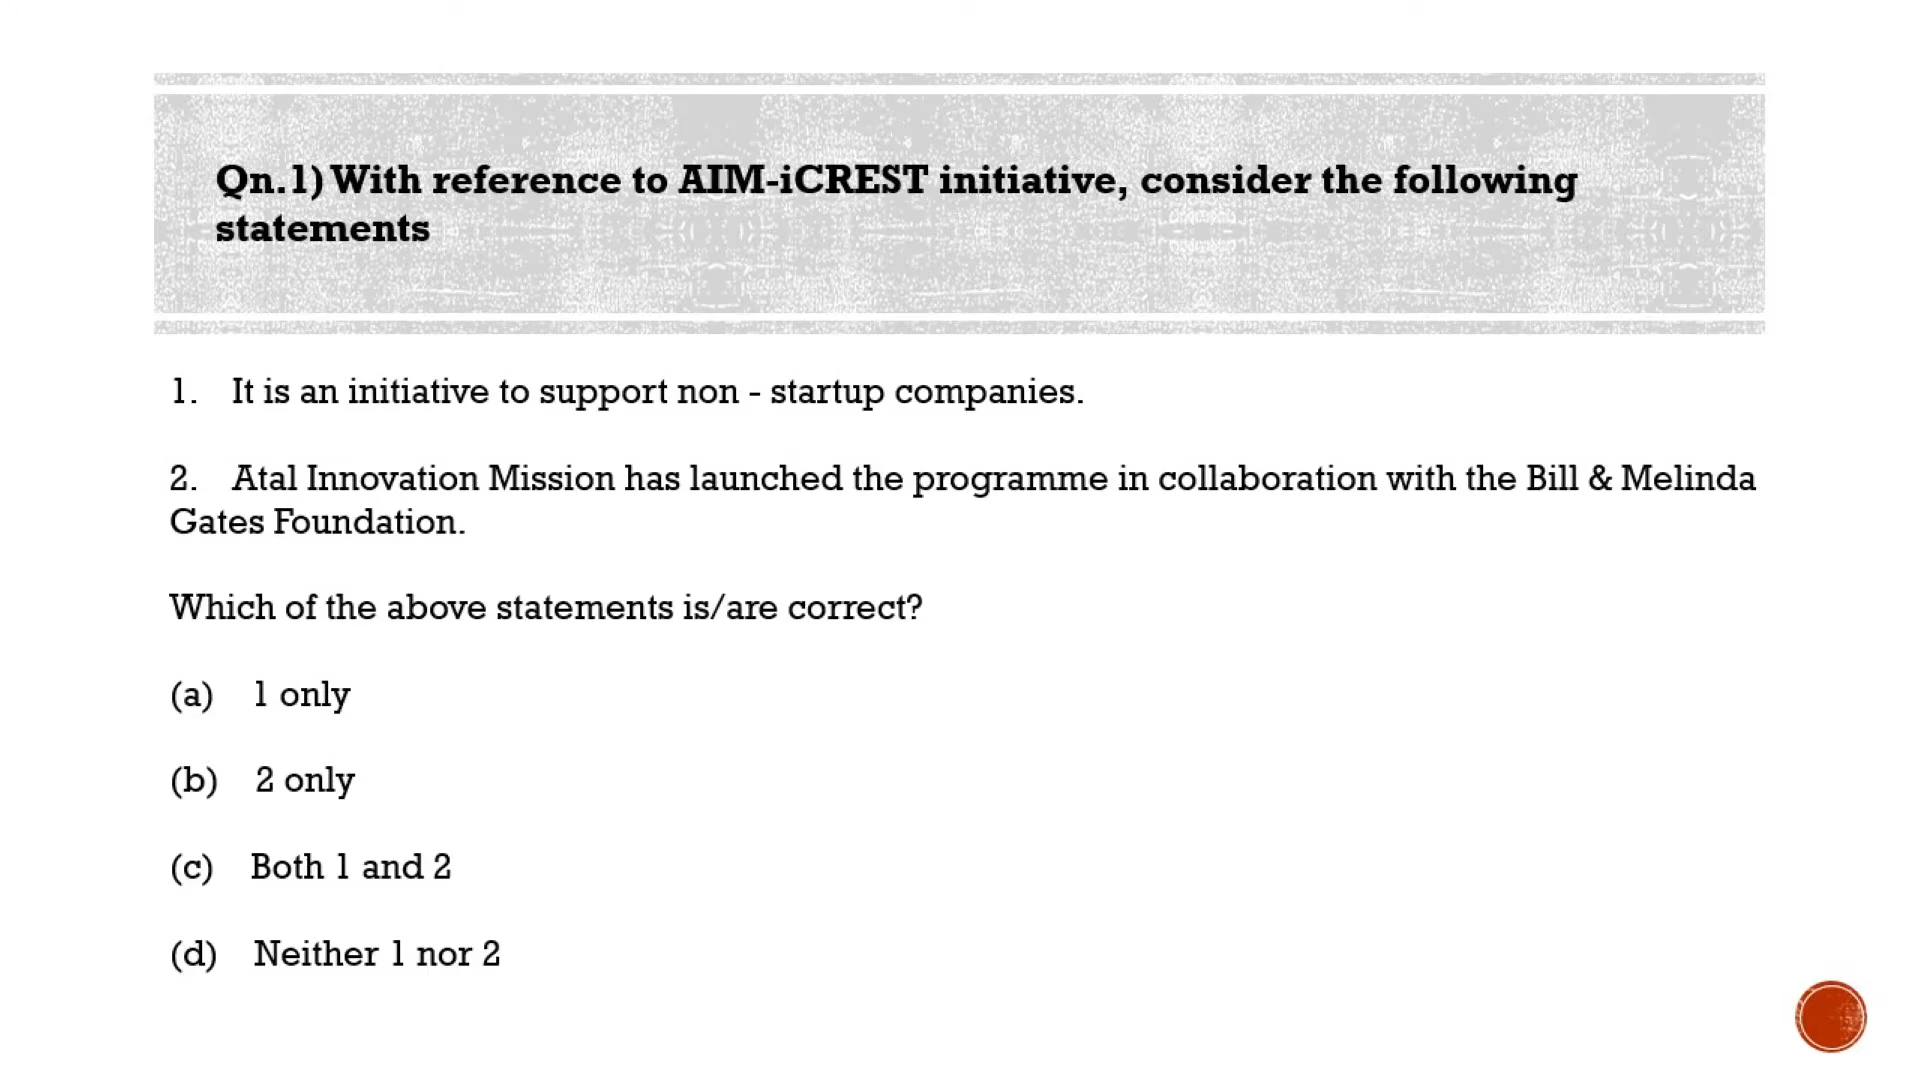 Qn.1) With reference to AIM-iCREST initiative, consider the following
statements
1. It is an initiative to support non - startup companies.
2. Atal Innovation Mission has launched the programme in collaboration with the Bill & Melinda
Gates Foundation.
Which of the above statements is/are correct?
(a) 1 only
(b) 2 only
(c) Both 1 and 2
(d) Neither 1 nor 2